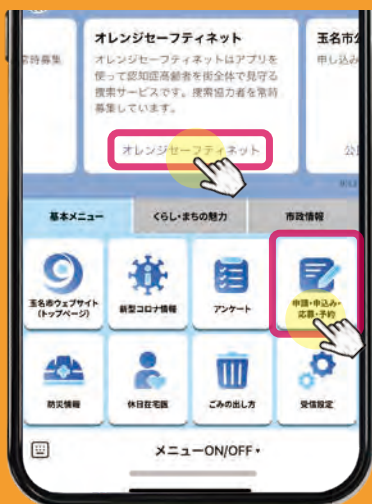 オレンジセーフティネット
オレンジセーフティネットはアプリを
使って認知症高齢者を街全体で見守る
捜索サービスです。捜索協力者を常時
募集しています。
オレンジセーフティネット
常時募集
玉名市公
申し込み
公
基本メニュー
くらし・まちの魅力
市政情報
玉名市ウェブサイト
(トップページ)
新型コロナ情報
アンケート
申請・申込み・
応募・予約
防災情報
休日在宅医
ごみの出し方
受信設定
メニューON/OFF▾